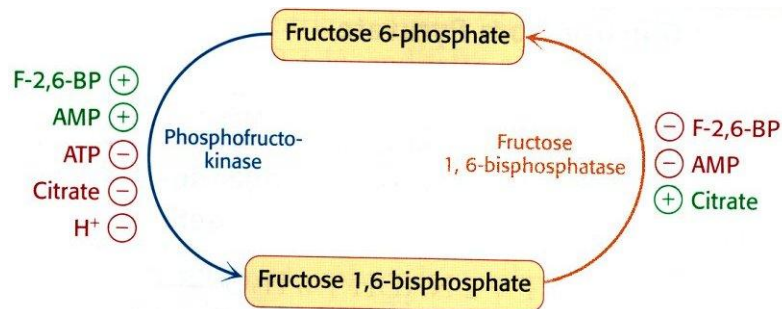 Fructose 6-phosphate
F-2,6-BP +
AMP +
ATP −
Citrate −
H⁺ −
Phosphofructo-
kinase
Fructose
1, 6-bisphosphatase
− F-2,6-BP
− AMP
+ Citrate
Fructose 1,6-bisphosphate